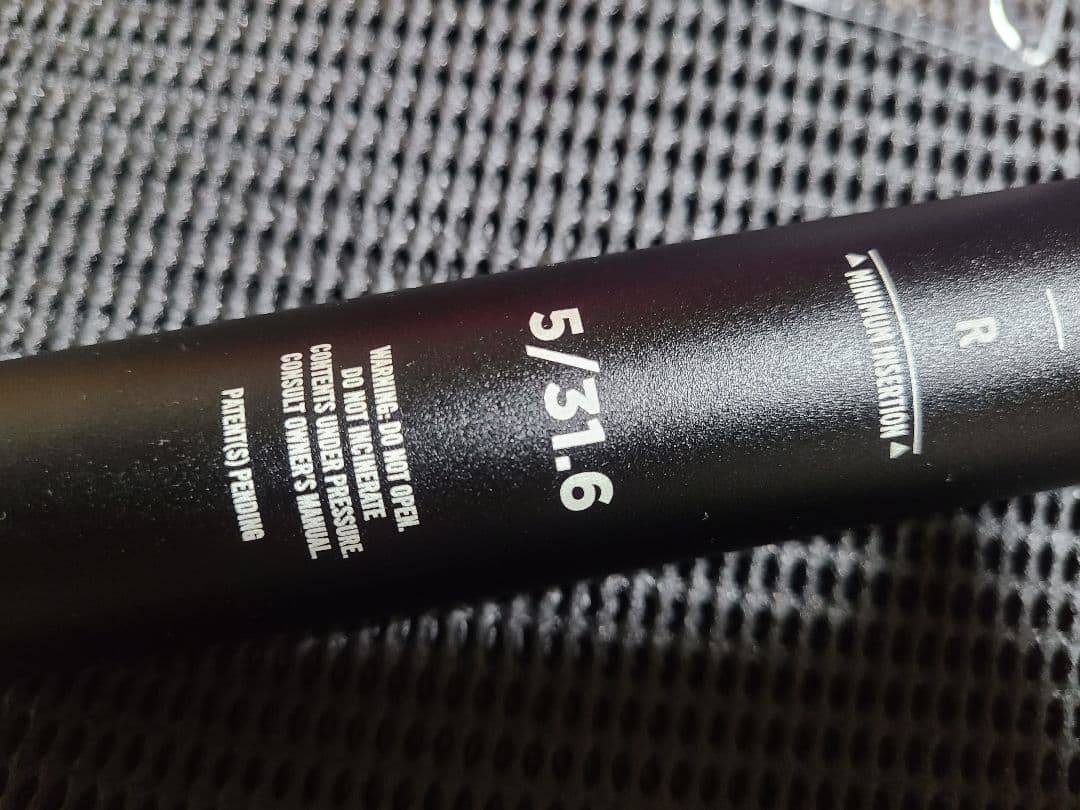 R
MINIMUM INSERTION
5/31.6
WARNING: DO NOT OPEN.
DO NOT INCINERATE
CONTENTS UNDER PRESSURE.
CONSULT OWNER'S MANUAL
PATENT(S) PENDING